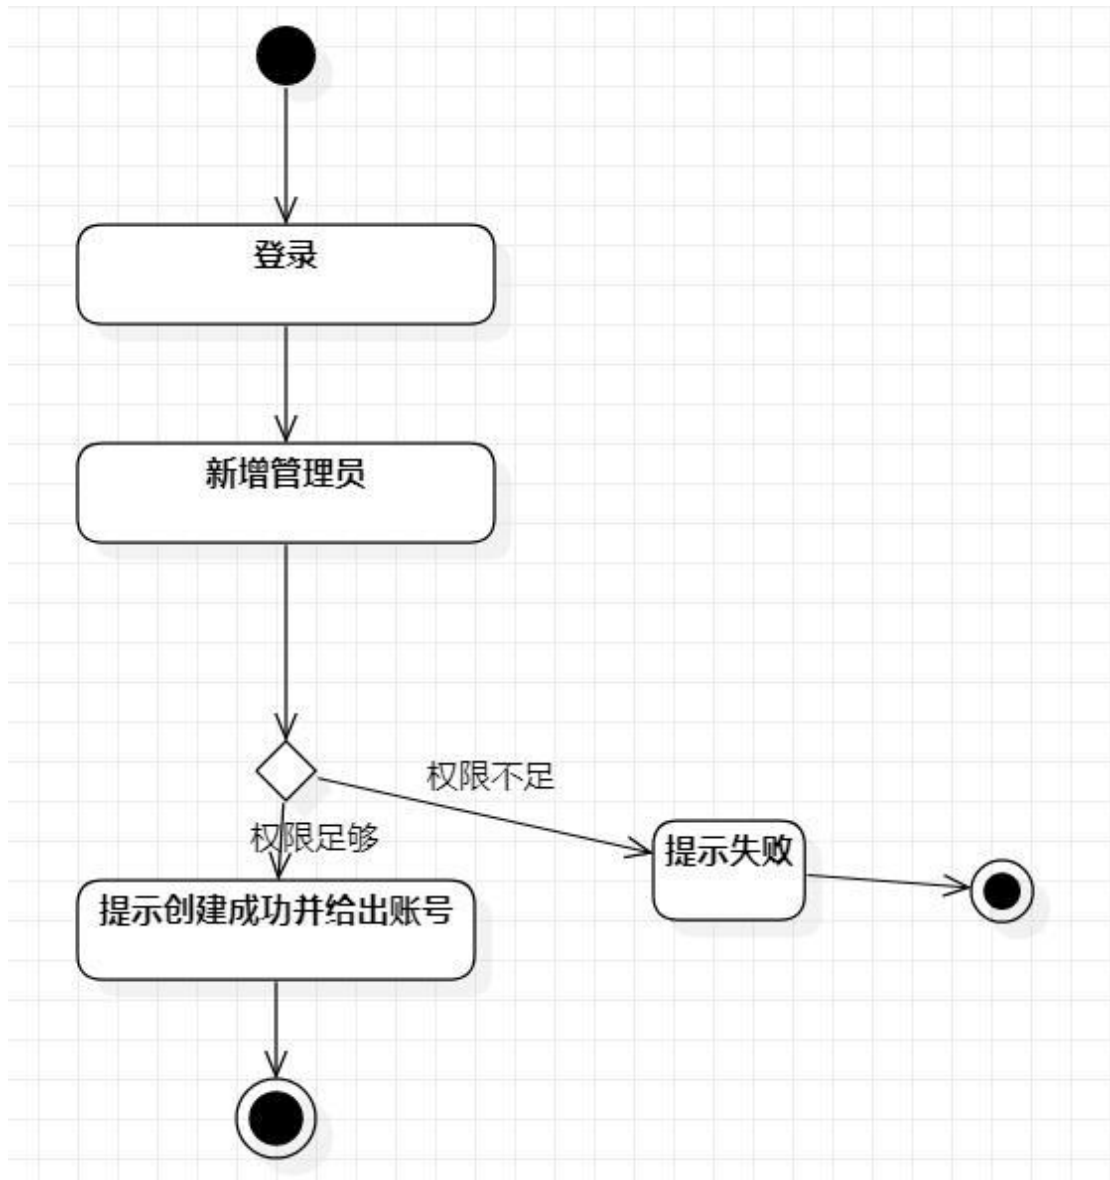 登录
新增管理员
权限不足
权限足够
提示失败
提示创建成功并给出账号